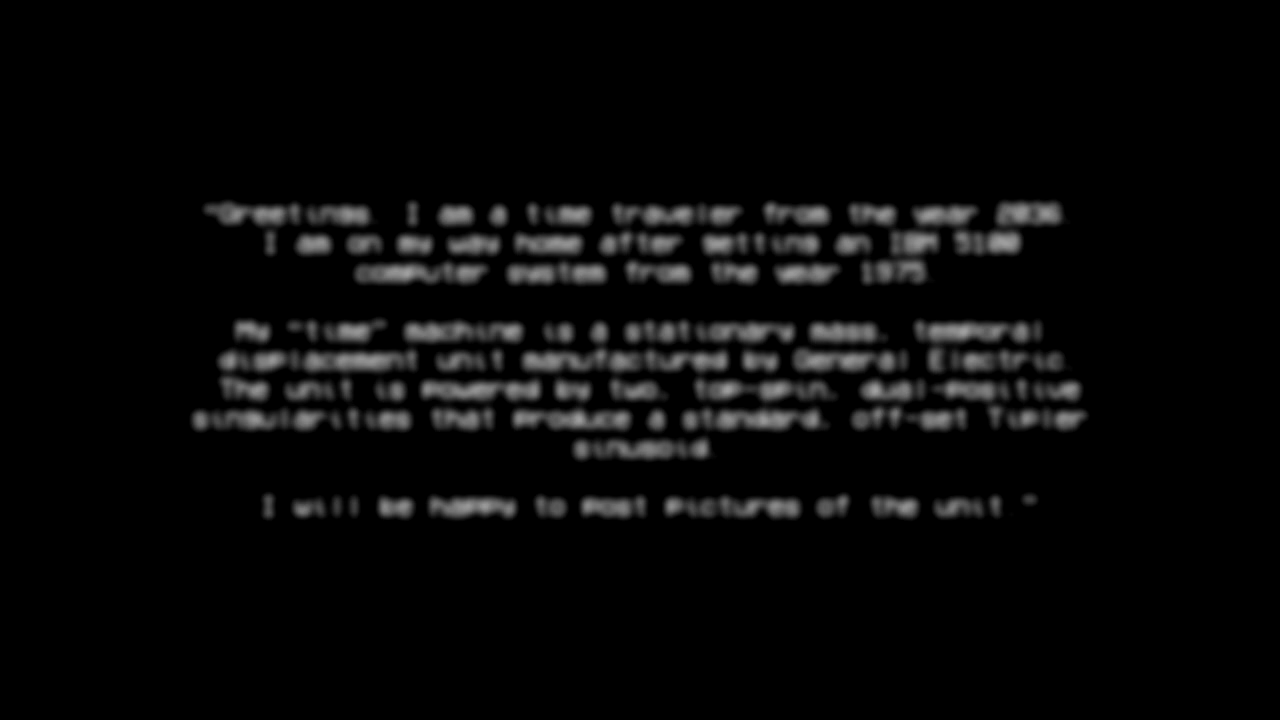 "Greetings. I am a time traveler from the year 2036.
I am on my way home after getting an IBM 5100
computer system from the year 1975.
My "time" machine is a stationary mass, temporal
displacement unit manufactured by General Electric.
The unit is powered by two, top-spin, dual-positive
singularities that produce a standard, off-set Tipler
sinusoid.
I will be happy to post pictures of the unit."